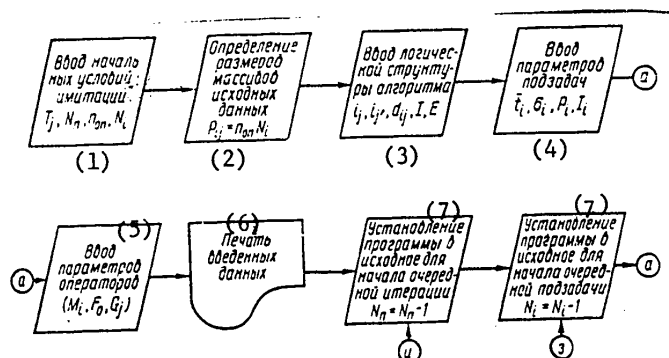 Ввод началь
ных условий
имитации:
Tj, Nп, nоп, Ni
(1)
Определение
размеров
массивов
исходных
данных
Pij = nоп Ni
(2)
Ввод логичес-
кой структу-
ры алгоритма
ij, ij', dij, I, E
(3)
Ввод
параметров
подзадач
t̄i, σi, Pi, Ii
(4)
а
а
(5)
Ввод
параметров
операторов
(Mi, Fo, Gj)
(6)
Печать
введенных
данных
(7)
Установление
программы в
исходное для
начала очеред-
ной итерации
Nп = Nп-1
и
(7)
Установление
программы в
исходное для
начала очеред-
ной подзадачи
Ni = Ni-1
з
а